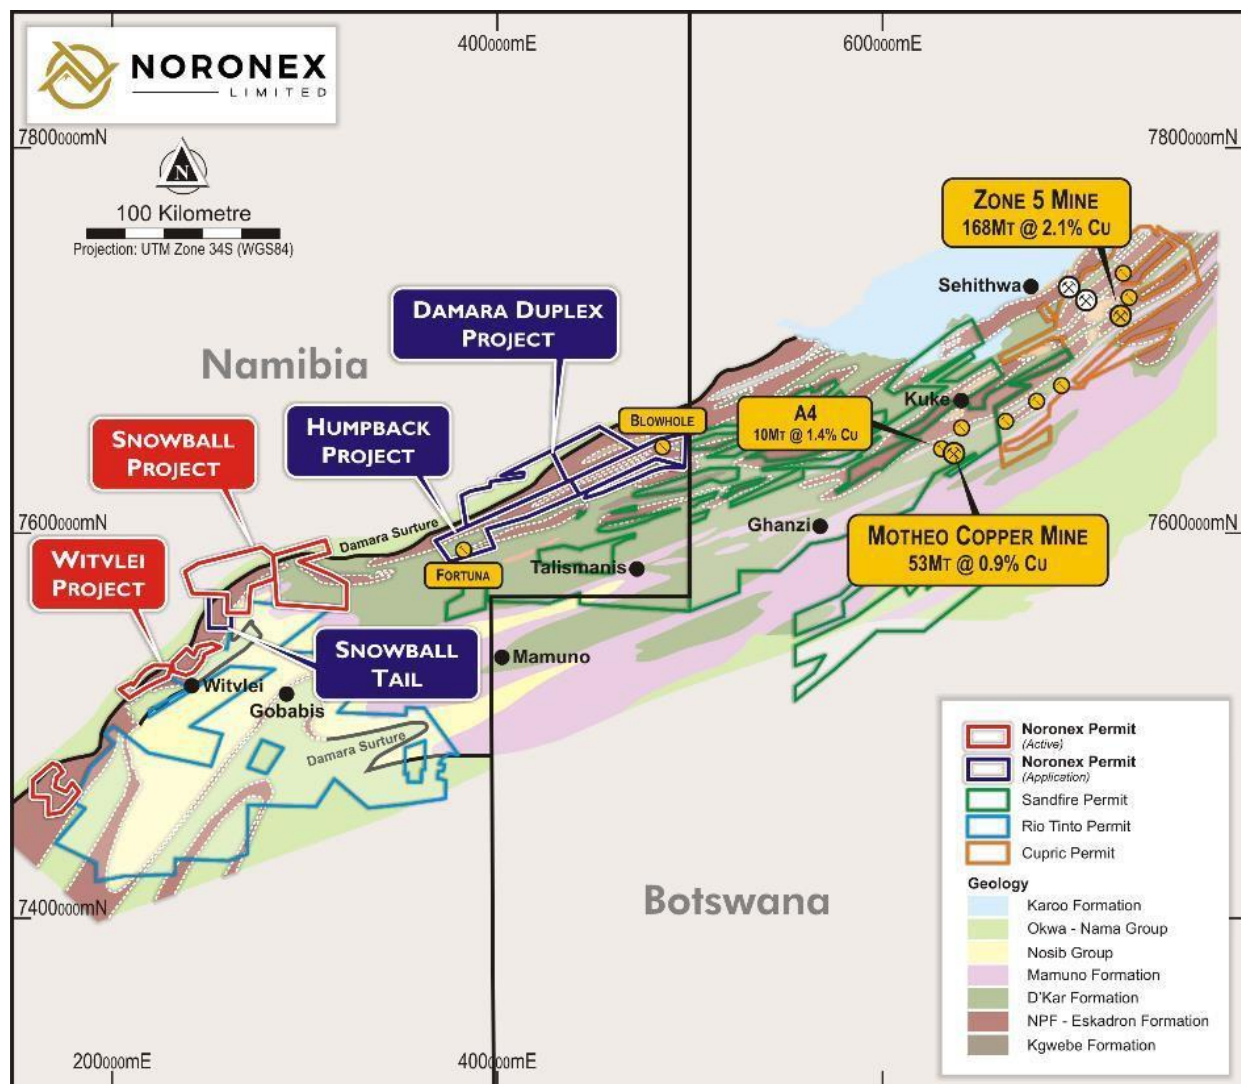 NORONEX
LIMITED
400000mE
600000mE
7800000mN
7800000mN
N
100 Kilometre
Projection: UTM Zone 34S (WGS84)
ZONE 5 MINE
168MT @ 2.1% CU
Sehithwa
DAMARA DUPLEX
PROJECT
Namibia
HUMPBACK
PROJECT
SNOWBALL
PROJECT
BLOWHOLE
A4
10MT @ 1.4% CU
Kuke
7600000mN
7600000mN
Damara Surture
Ghanzi
MOTHEO COPPER MINE
53MT @ 0.9% CU
WITVLEI
PROJECT
FORTUNA
Talismanis
SNOWBALL
TAIL
Mamuno
Witvlei
Gobabis
Damara Surture
Noronex Permit
(Active)
Noronex Permit
(Application)
Sandfire Permit
Rio Tinto Permit
Cupric Permit
Geology
Karoo Formation
Okwa - Nama Group
Nosib Group
Mamuno Formation
D'Kar Formation
NPF - Eskadron Formation
Kgwebe Formation
Botswana
7400000mN
200000mE
400000mE